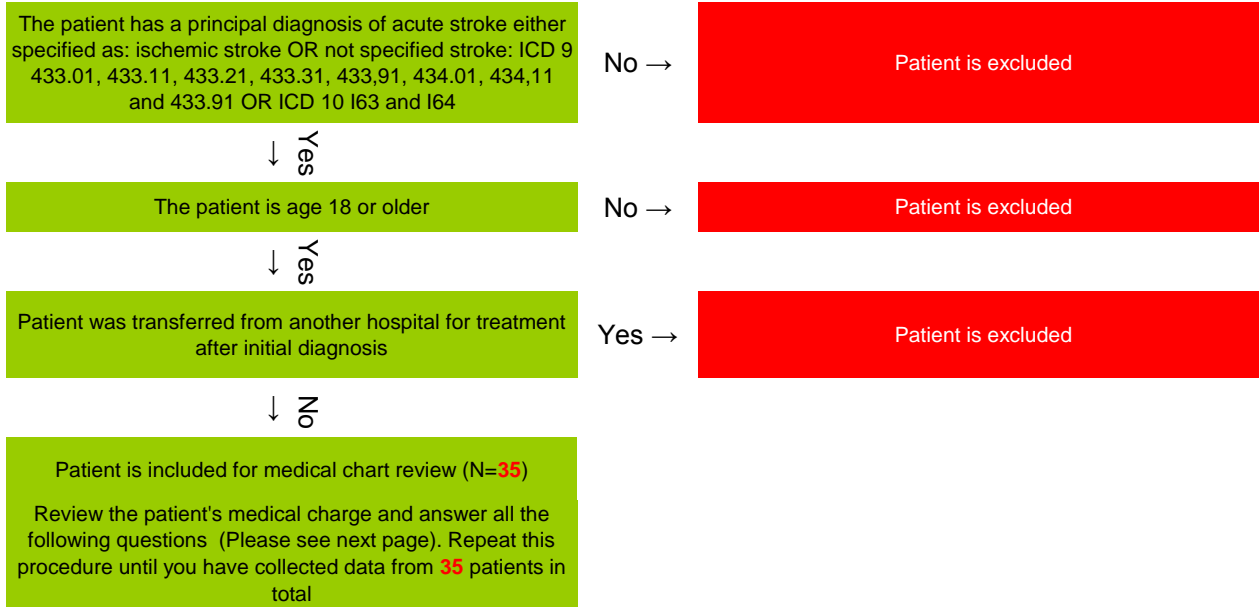 The patient has a principal diagnosis of acute stroke either
specified as: ischemic stroke OR not specified stroke: ICD 9
433.01, 433.11, 433.21, 433.31, 433,91, 434.01, 434,11
and 433.91 OR ICD 10 I63 and I64
No →
Patient is excluded
↓ Yes
The patient is age 18 or older
No →
Patient is excluded
↓ Yes
Patient was transferred from another hospital for treatment
after initial diagnosis
Yes →
Patient is excluded
↓ No
Patient is included for medical chart review (N=35)
Review the patient's medical charge and answer all the
following questions (Please see next page). Repeat this
procedure until you have collected data from 35 patients in
total